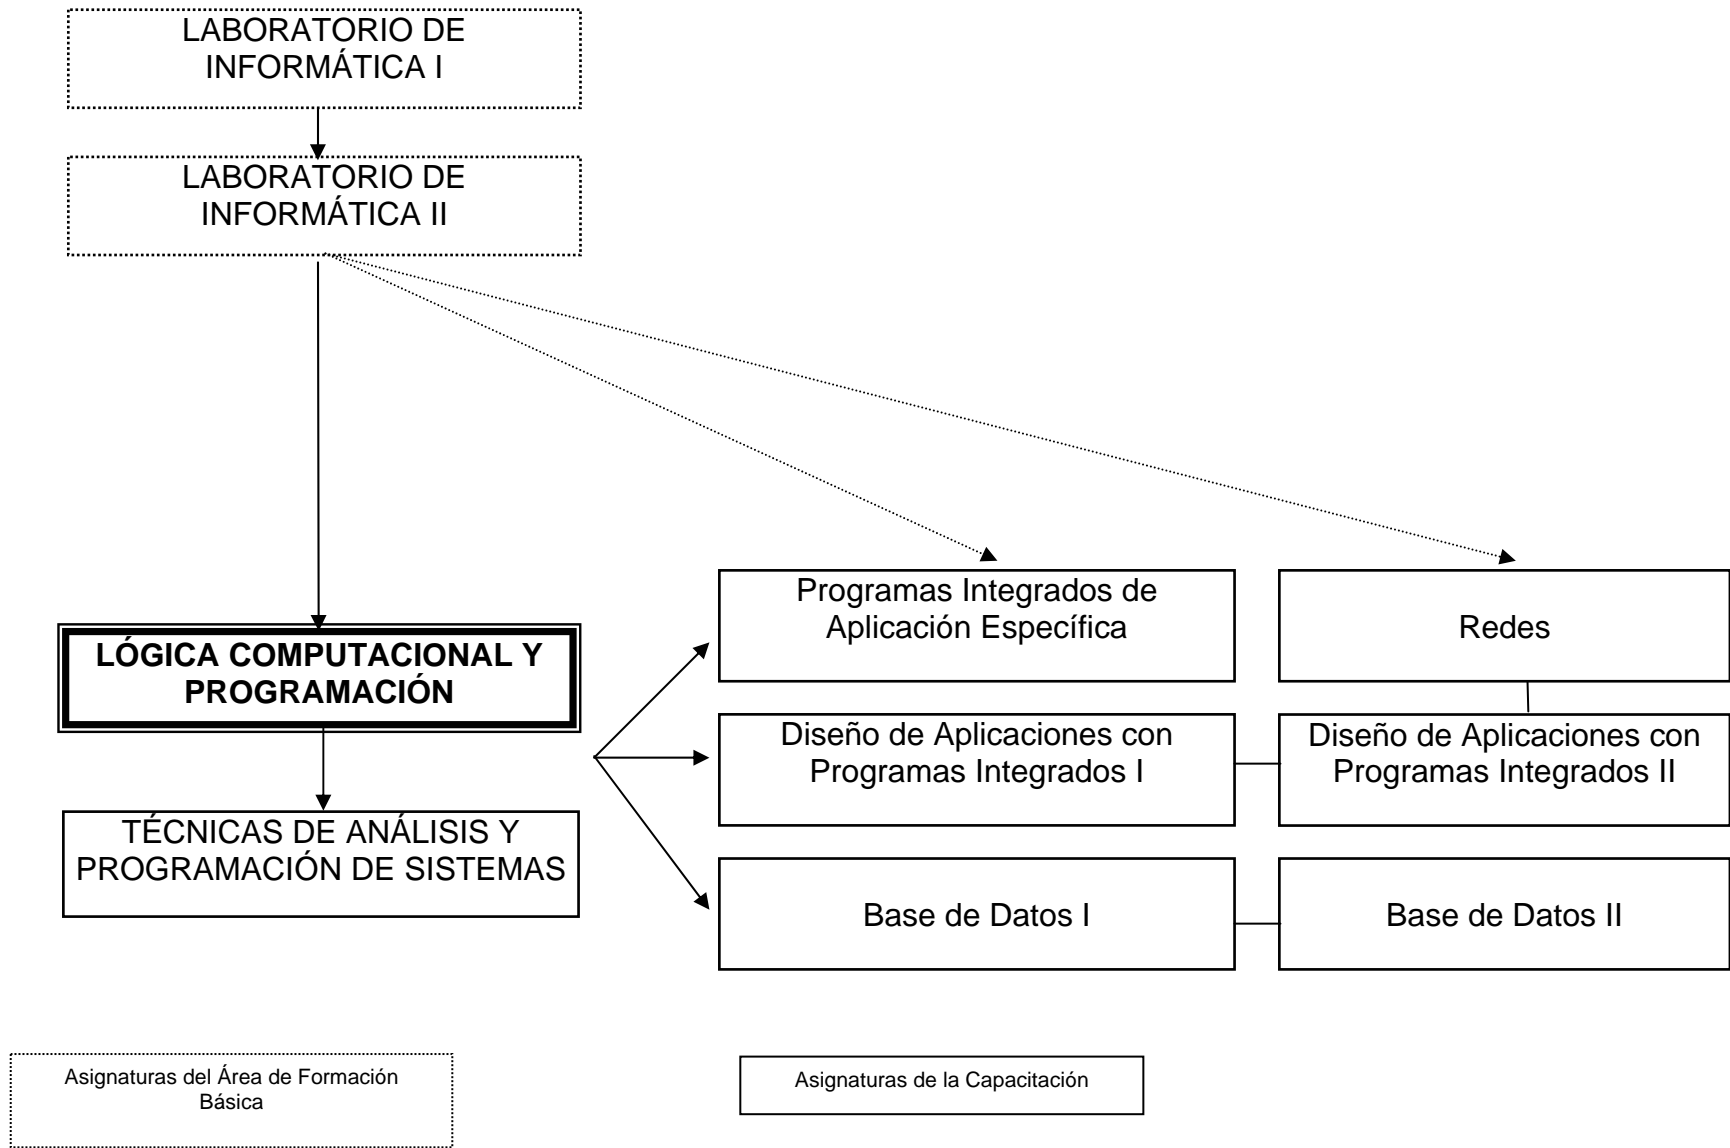 LABORATORIO DE
INFORMÁTICA I
LABORATORIO DE
INFORMÁTICA II
Programas Integrados de
Aplicación Específica
Redes
LÓGICA COMPUTACIONAL Y
PROGRAMACIÓN
Diseño de Aplicaciones con
Programas Integrados I
Diseño de Aplicaciones con
Programas Integrados II
TÉCNICAS DE ANÁLISIS Y
PROGRAMACIÓN DE SISTEMAS
Base de Datos I
Base de Datos II
Asignaturas del Área de Formación
Básica
Asignaturas de la Capacitación